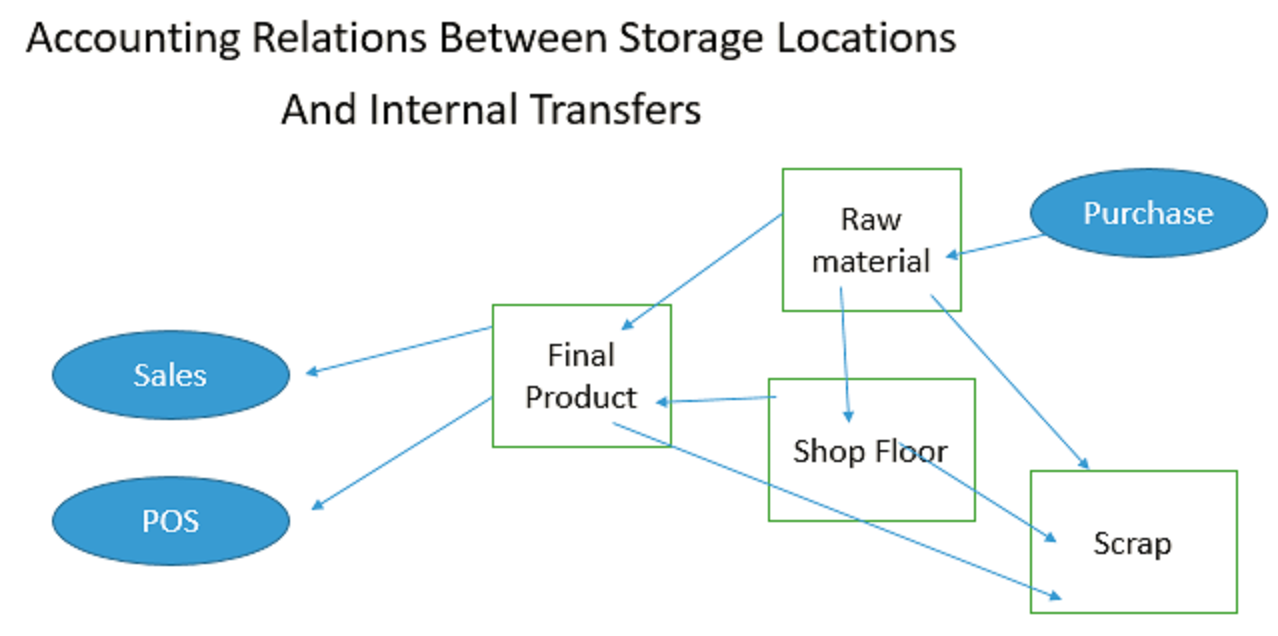 Accounting Relations Between Storage Locations
And Internal Transfers
Raw
material
Purchase
Final
Product
Sales
Shop Floor
POS
Scrap